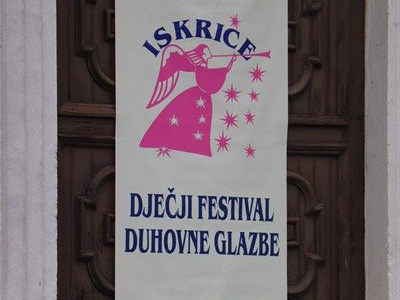 ISKRICE
DJEČJI FESTIVAL
DUHOVNE GLAZBE